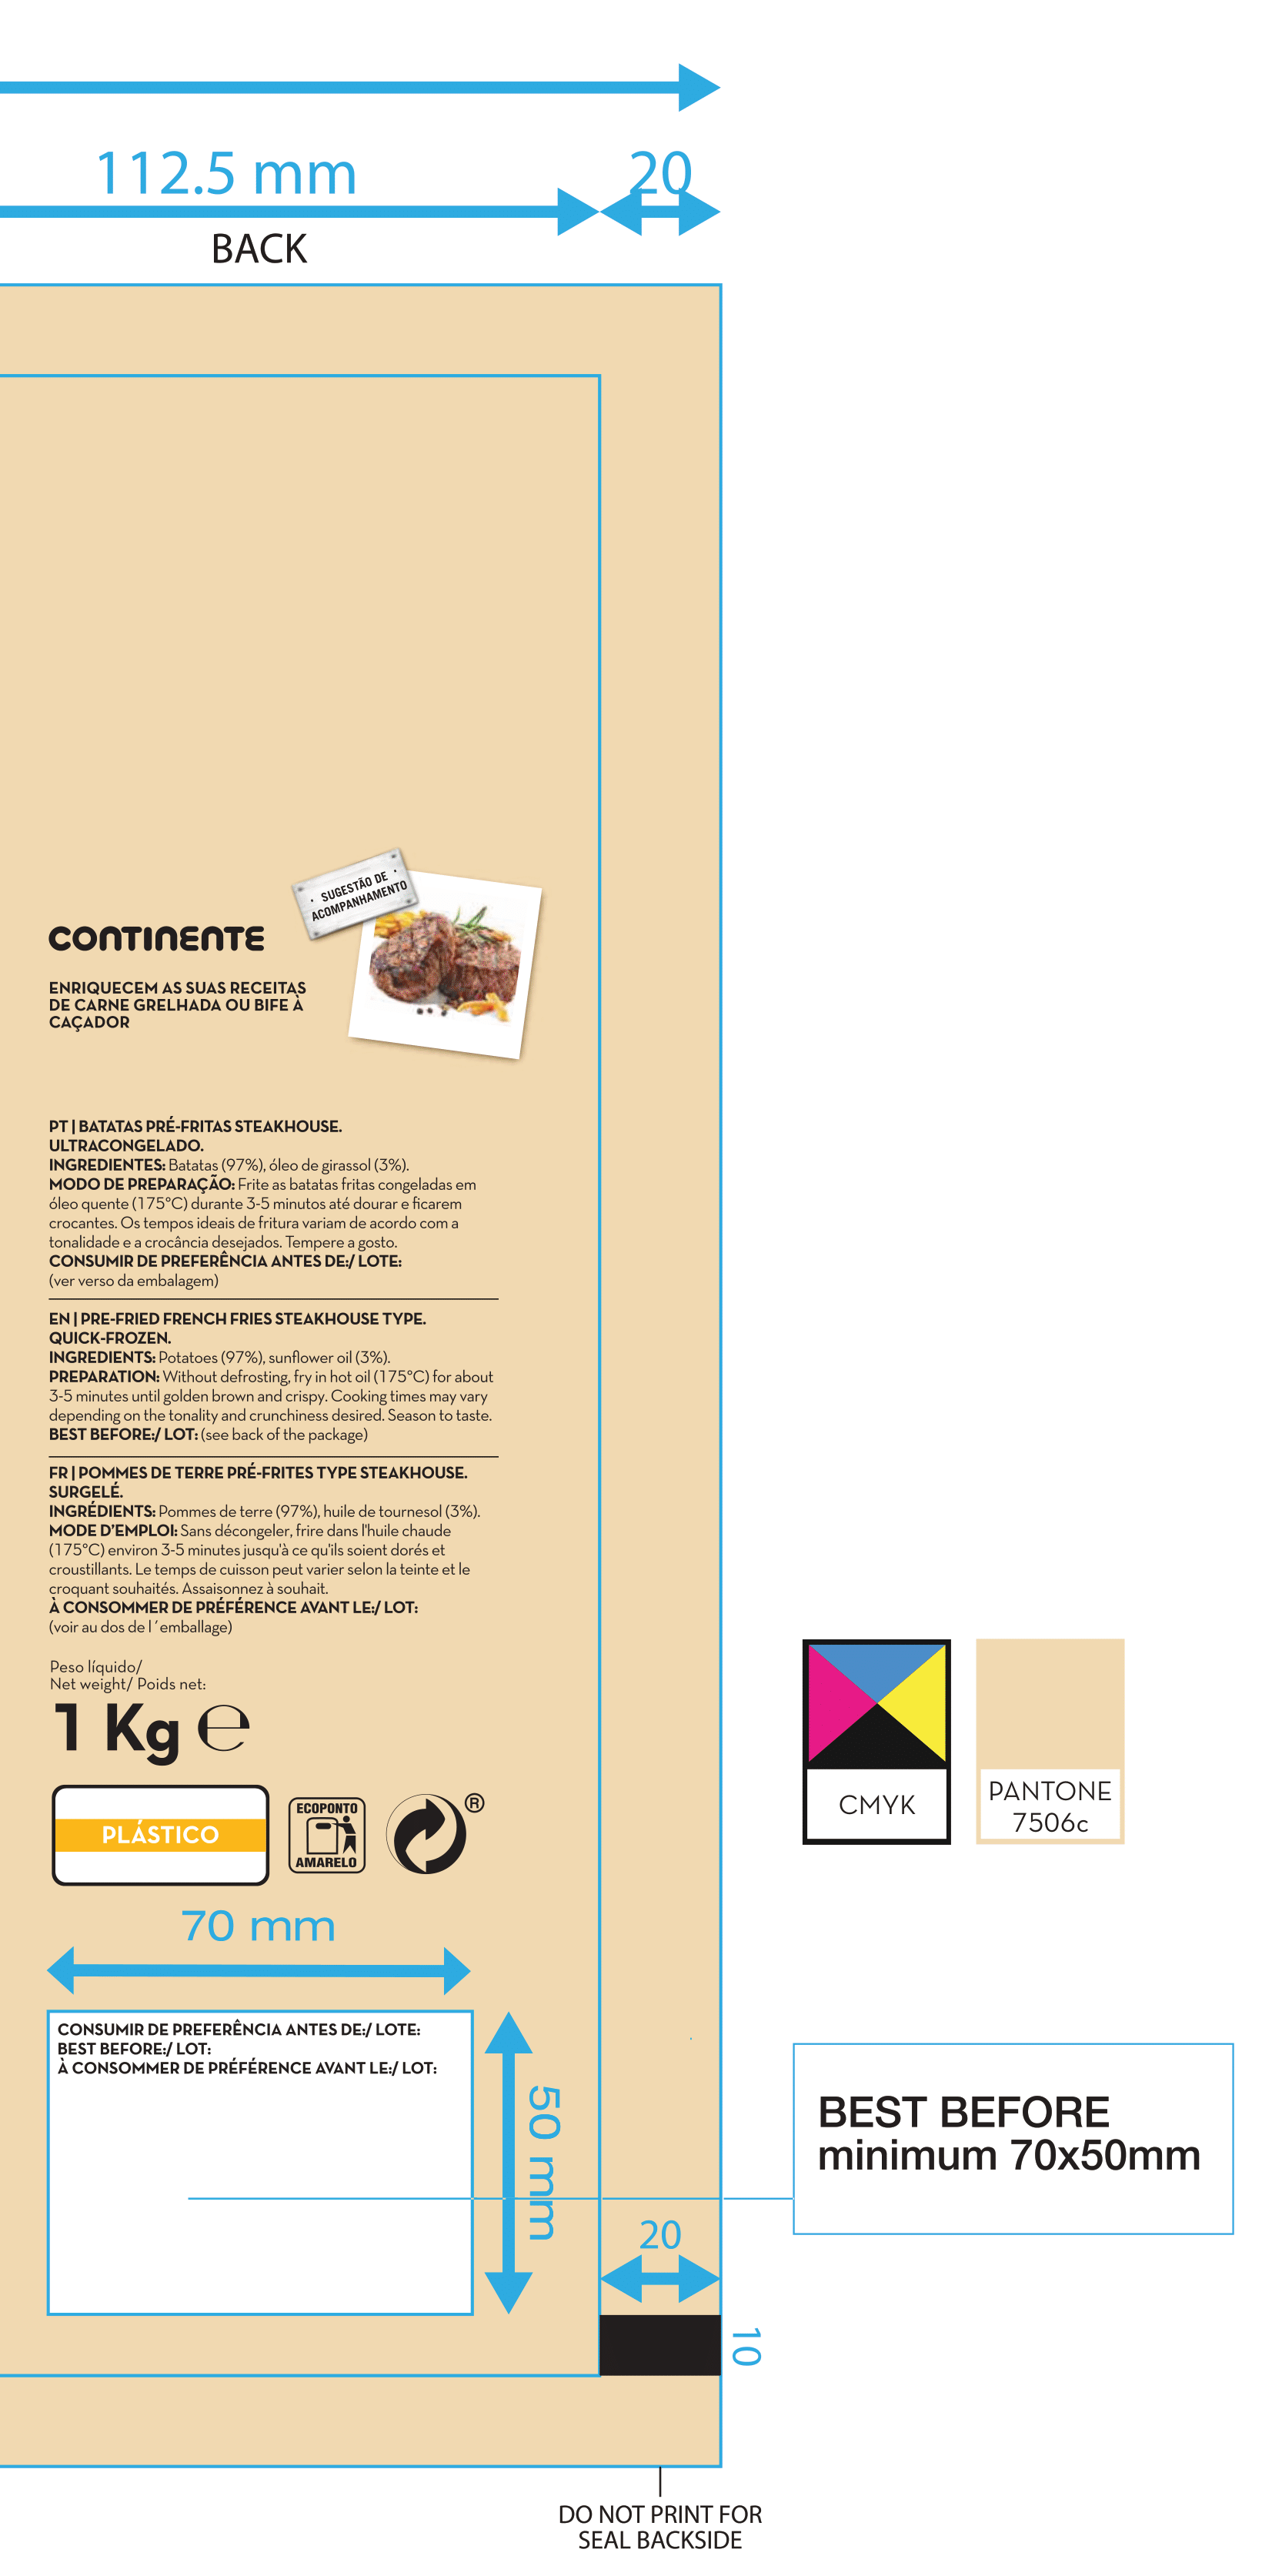 112.5 mm
20
BACK
· SUGESTÃO DE ·
ACOMPANHAMENTO
CONTINENTE
ENRIQUECEM AS SUAS RECEITAS
DE CARNE GRELHADA OU BIFE À
CAÇADOR
PT | BATATAS PRÉ-FRITAS STEAKHOUSE.
ULTRACONGELADO.
INGREDIENTES: Batatas (97%), óleo de girassol (3%).
MODO DE PREPARAÇÃO: Frite as batatas fritas congeladas em
óleo quente (175°C) durante 3-5 minutos até dourar e ficarem
crocantes. Os tempos ideais de fritura variam de acordo com a
tonalidade e a crocância desejados. Tempere a gosto.
CONSUMIR DE PREFERÊNCIA ANTES DE:/ LOTE:
(ver verso da embalagem)
EN | PRE-FRIED FRENCH FRIES STEAKHOUSE TYPE.
QUICK-FROZEN.
INGREDIENTS: Potatoes (97%), sunflower oil (3%).
PREPARATION: Without defrosting, fry in hot oil (175°C) for about
3-5 minutes until golden brown and crispy. Cooking times may vary
depending on the tonality and crunchiness desired. Season to taste.
BEST BEFORE:/ LOT: (see back of the package)
FR | POMMES DE TERRE PRÉ-FRITES TYPE STEAKHOUSE.
SURGELÉ.
INGRÉDIENTS: Pommes de terre (97%), huile de tournesol (3%).
MODE D'EMPLOI: Sans décongeler, frire dans l'huile chaude
(175°C) environ 3-5 minutes jusqu'à ce qu'ils soient dorés et
croustillants. Le temps de cuisson peut varier selon la teinte et le
croquant souhaités. Assaisonnez à souhait.
À CONSOMMER DE PRÉFÉRENCE AVANT LE:/ LOT:
(voir au dos de l´emballage)
Peso líquido/
Net weight/ Poids net:
1 Kg ℮
PLÁSTICO
ECOPONTO
AMARELO
®
CMYK
PANTONE
7506c
70 mm
CONSUMIR DE PREFERÊNCIA ANTES DE:/ LOTE:
BEST BEFORE:/ LOT:
À CONSOMMER DE PRÉFÉRENCE AVANT LE:/ LOT:
50 mm
BEST BEFORE
minimum 70x50mm
20
10
DO NOT PRINT FOR
SEAL BACKSIDE